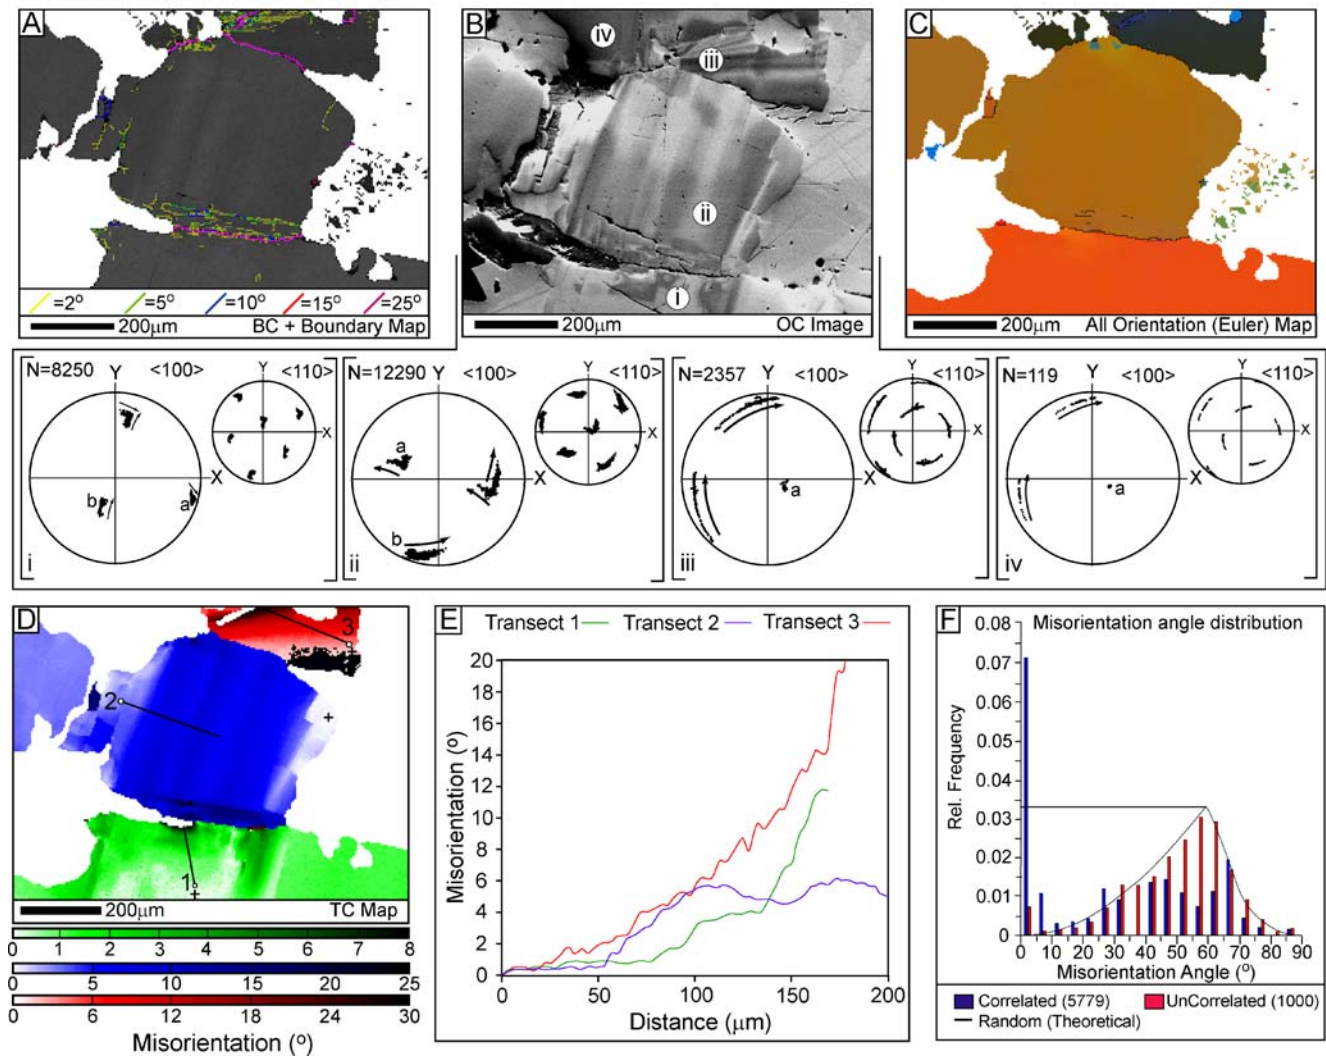 A
=2° =5° =10° =15° =25°
200µm BC + Boundary Map
B
iv
iii
ii
i
200µm OC Image
C
200µm All Orientation (Euler) Map
N=8250 Y <100> <110>
Y
X
X
b
a
i
N=12290 Y <100> <110>
Y
X
X
a
b
ii
N=2357 Y <100> <110>
Y
X
a
iii
N=119 Y <100> <110>
Y
X
a
iv
D
3
2
1
200µm TC Map
0 1 2 3 4 5 6 7 8
0 5 10 15 20 25
0 6 12 18 24 30
Misorientation (°)
E Transect 1 Transect 2 Transect 3
20
18
16
14
12
10
8
6
4
2
0
0 50 100 150 200
Misorientation (°)
Distance (µm)
F
Misorientation angle distribution
0.08
0.07
0.06
0.05
0.04
0.03
0.02
0.01
0
0 10 20 30 40 50 60 70 80 90
Rel. Frequency
Misorientation Angle (°)
Correlated (5779) UnCorrelated (1000)
Random (Theoretical)